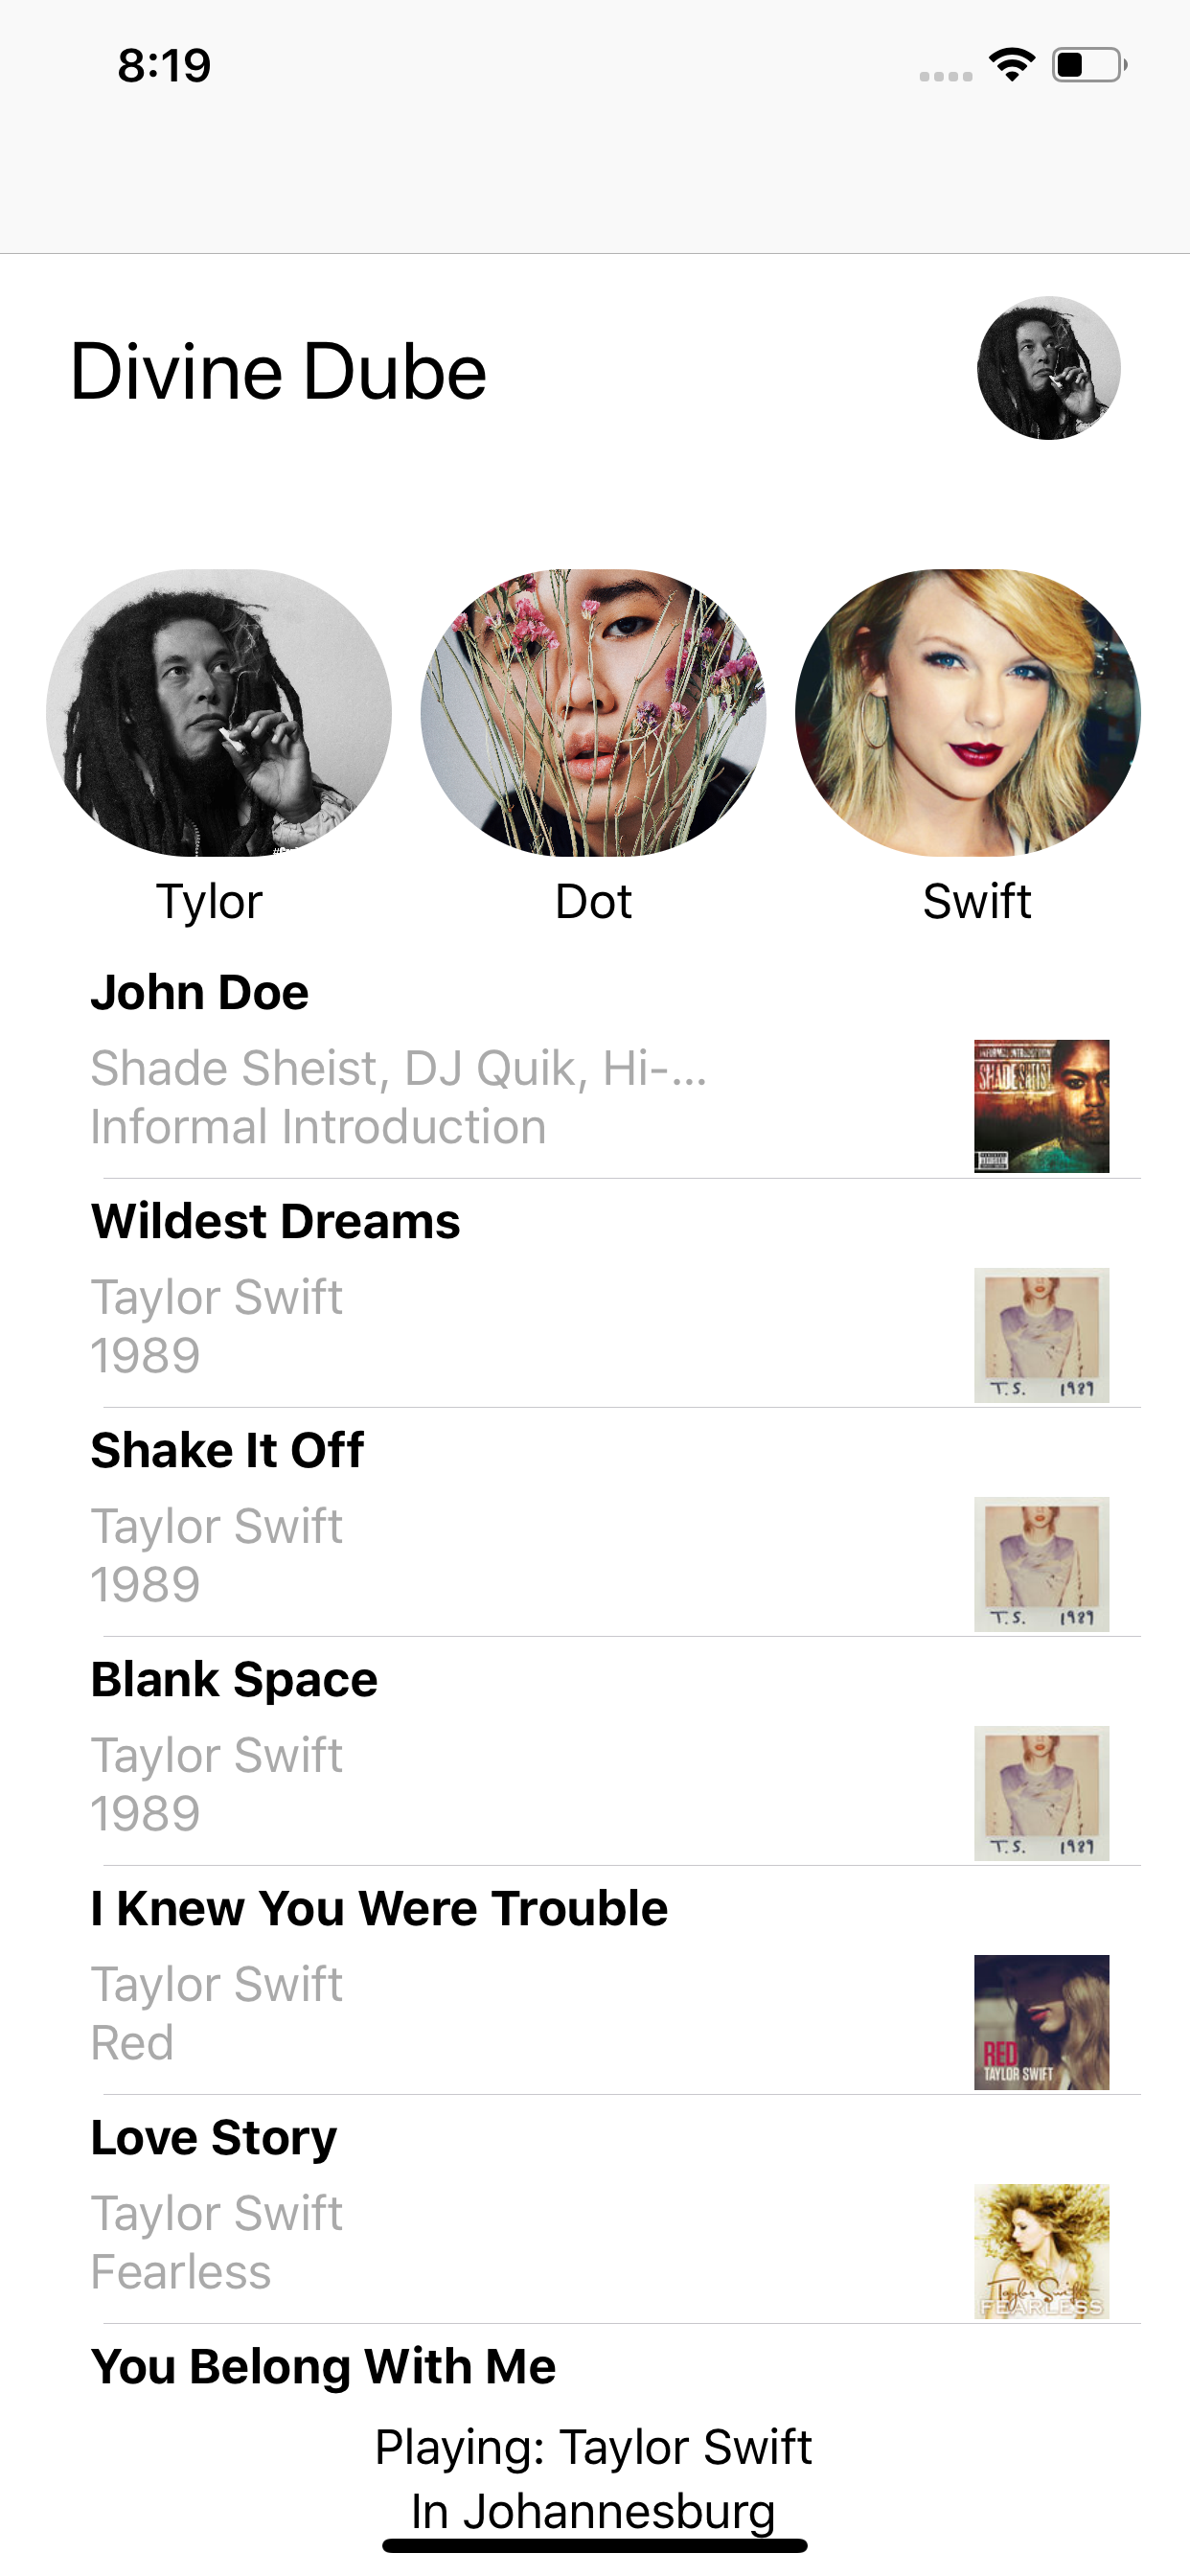 8:19
Divine Dube
Tylor
Dot
Swift
John Doe
Shade Sheist, DJ Quik, Hi-...
Informal Introduction
INFORMAL INTRODUCTION
SHADESHEIST
Wildest Dreams
Taylor Swift
1989
T.S. 1989
Shake It Off
Taylor Swift
1989
T.S. 1989
Blank Space
Taylor Swift
1989
T.S. 1989
I Knew You Were Trouble
Taylor Swift
Red
RED
TAYLOR SWIFT
Love Story
Taylor Swift
Fearless
Taylor Swift
FEARLESS
You Belong With Me
Playing: Taylor Swift
In Johannesburg